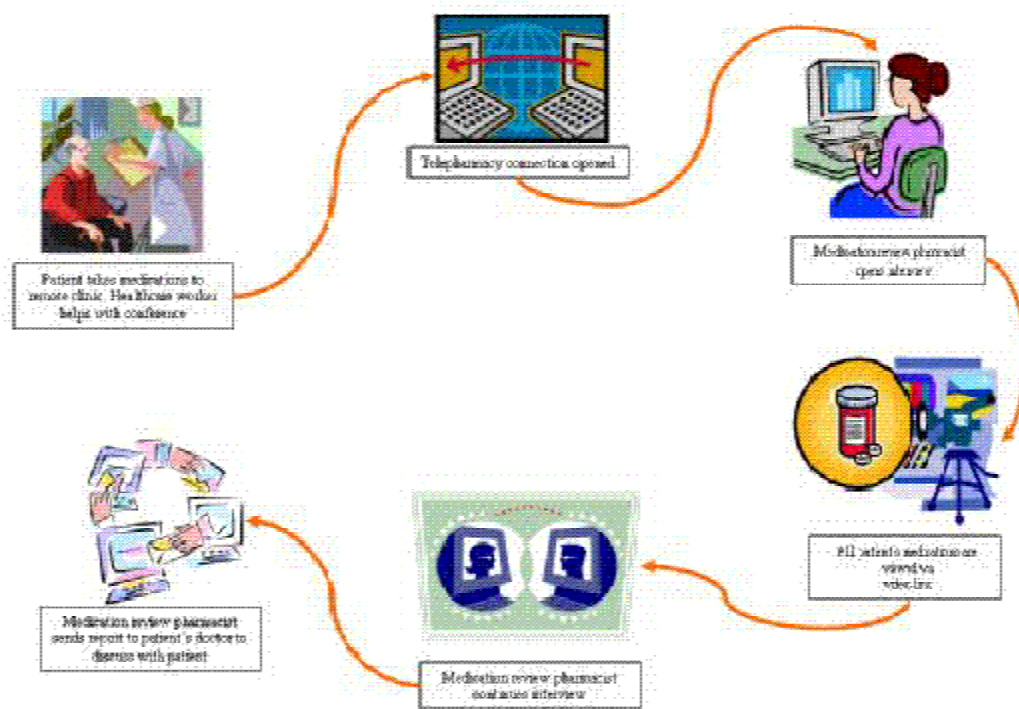 Patient takes medications to
remote clinic. Healthcare worker
helps with conference
Telepharmacy connection opened
Medication review pharmacist
opens
All patient's medications are
viewed via
video link
Medication review pharmacist
continues interview
Medication review pharmacist
sends report to patient's doctor to
discuss with patient